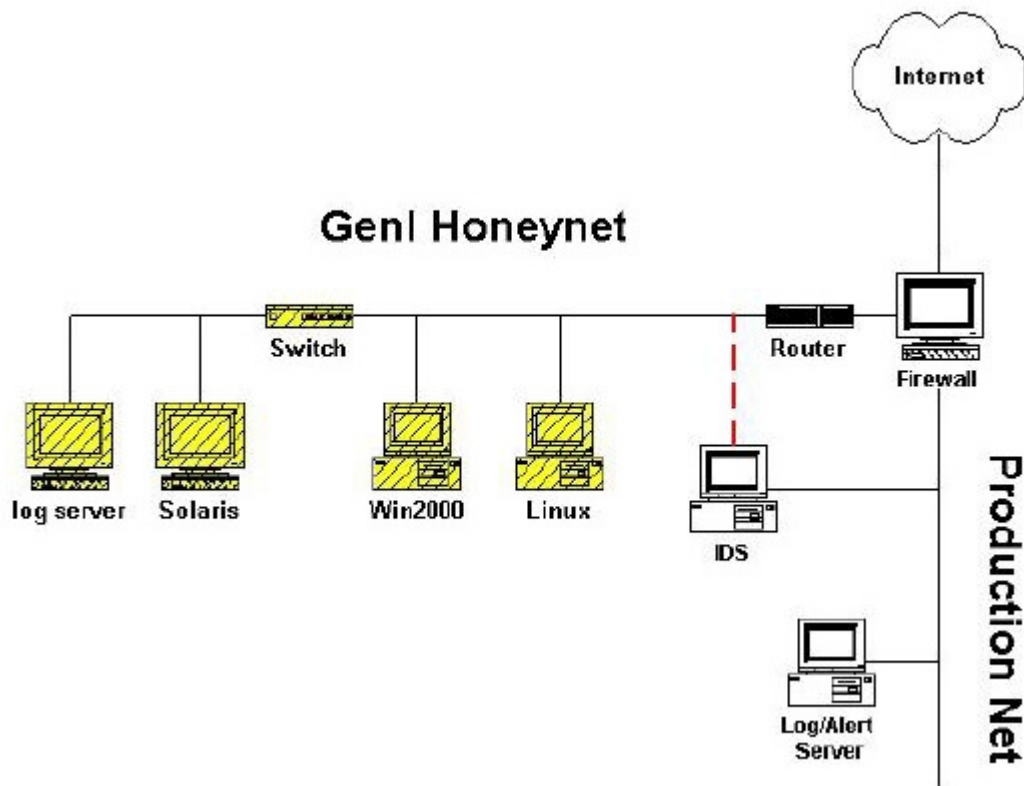 Internet
GenI Honeynet
Switch
Router
Firewall
log server
Solaris
Win2000
Linux
IDS
Log/Alert
Server
Production Net